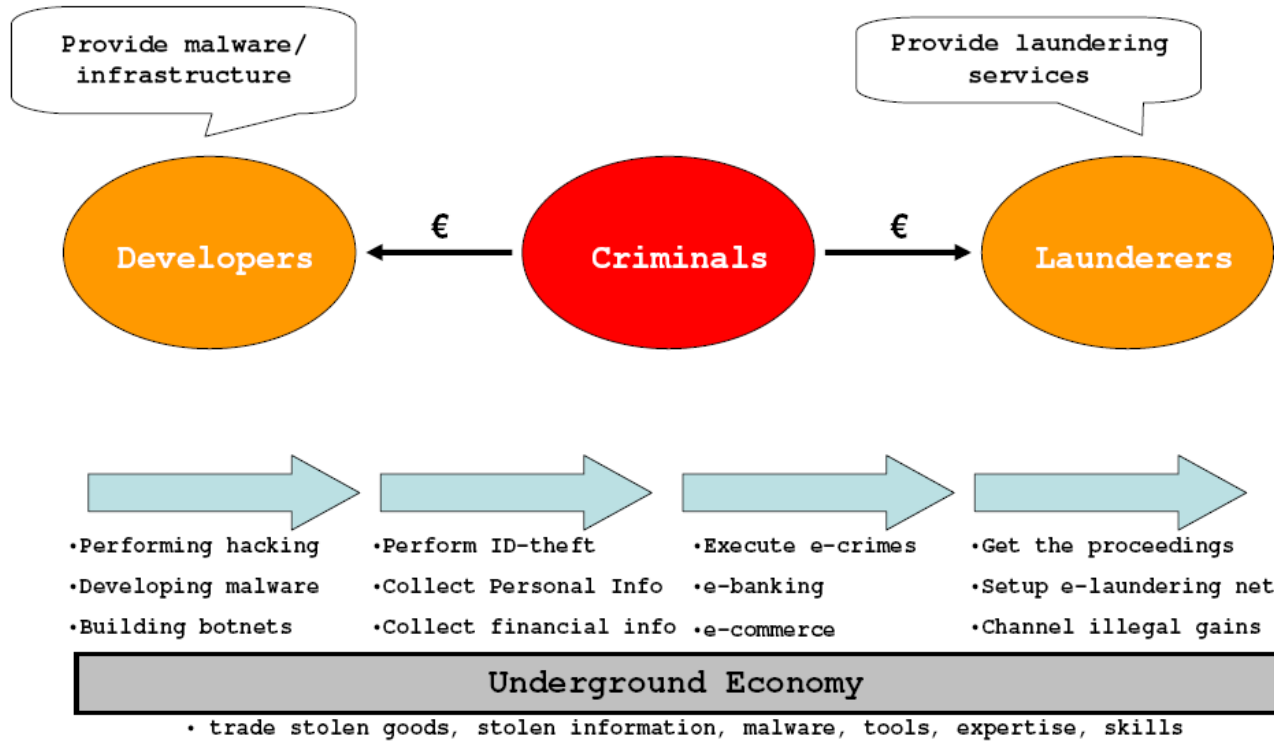 Provide malware/
infrastructure
Provide laundering
services
€
€
Developers
Criminals
Launderers
•Performing hacking
•Developing malware
•Building botnets
•Perform ID-theft
•Collect Personal Info
•Collect financial info
•Execute e-crimes
•e-banking
•e-commerce
•Get the proceedings
•Setup e-laundering net
•Channel illegal gains
Underground Economy
• trade stolen goods, stolen information, malware, tools, expertise, skills